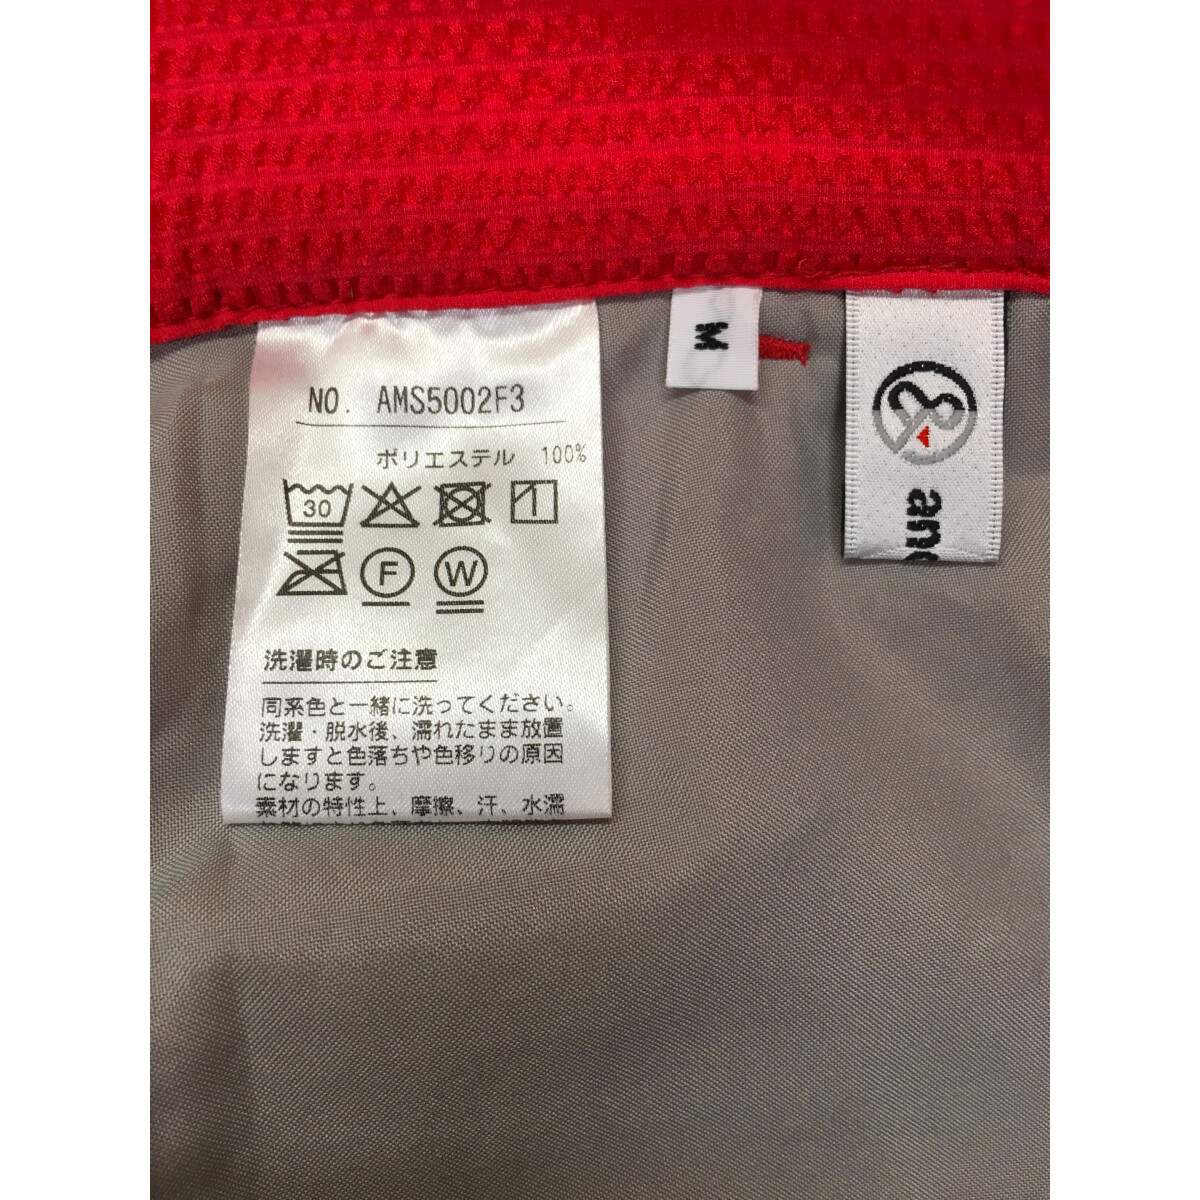 NO. AMS5002F3
ポリエステル 100%
30
F
W
洗濯時のご注意
同系色と一緒に洗ってください。
洗濯・脱水後、濡れたまま放置
しますと色落ちや色移りの原因
になります。
素材の特性上、摩擦、汗、水濡
M
and